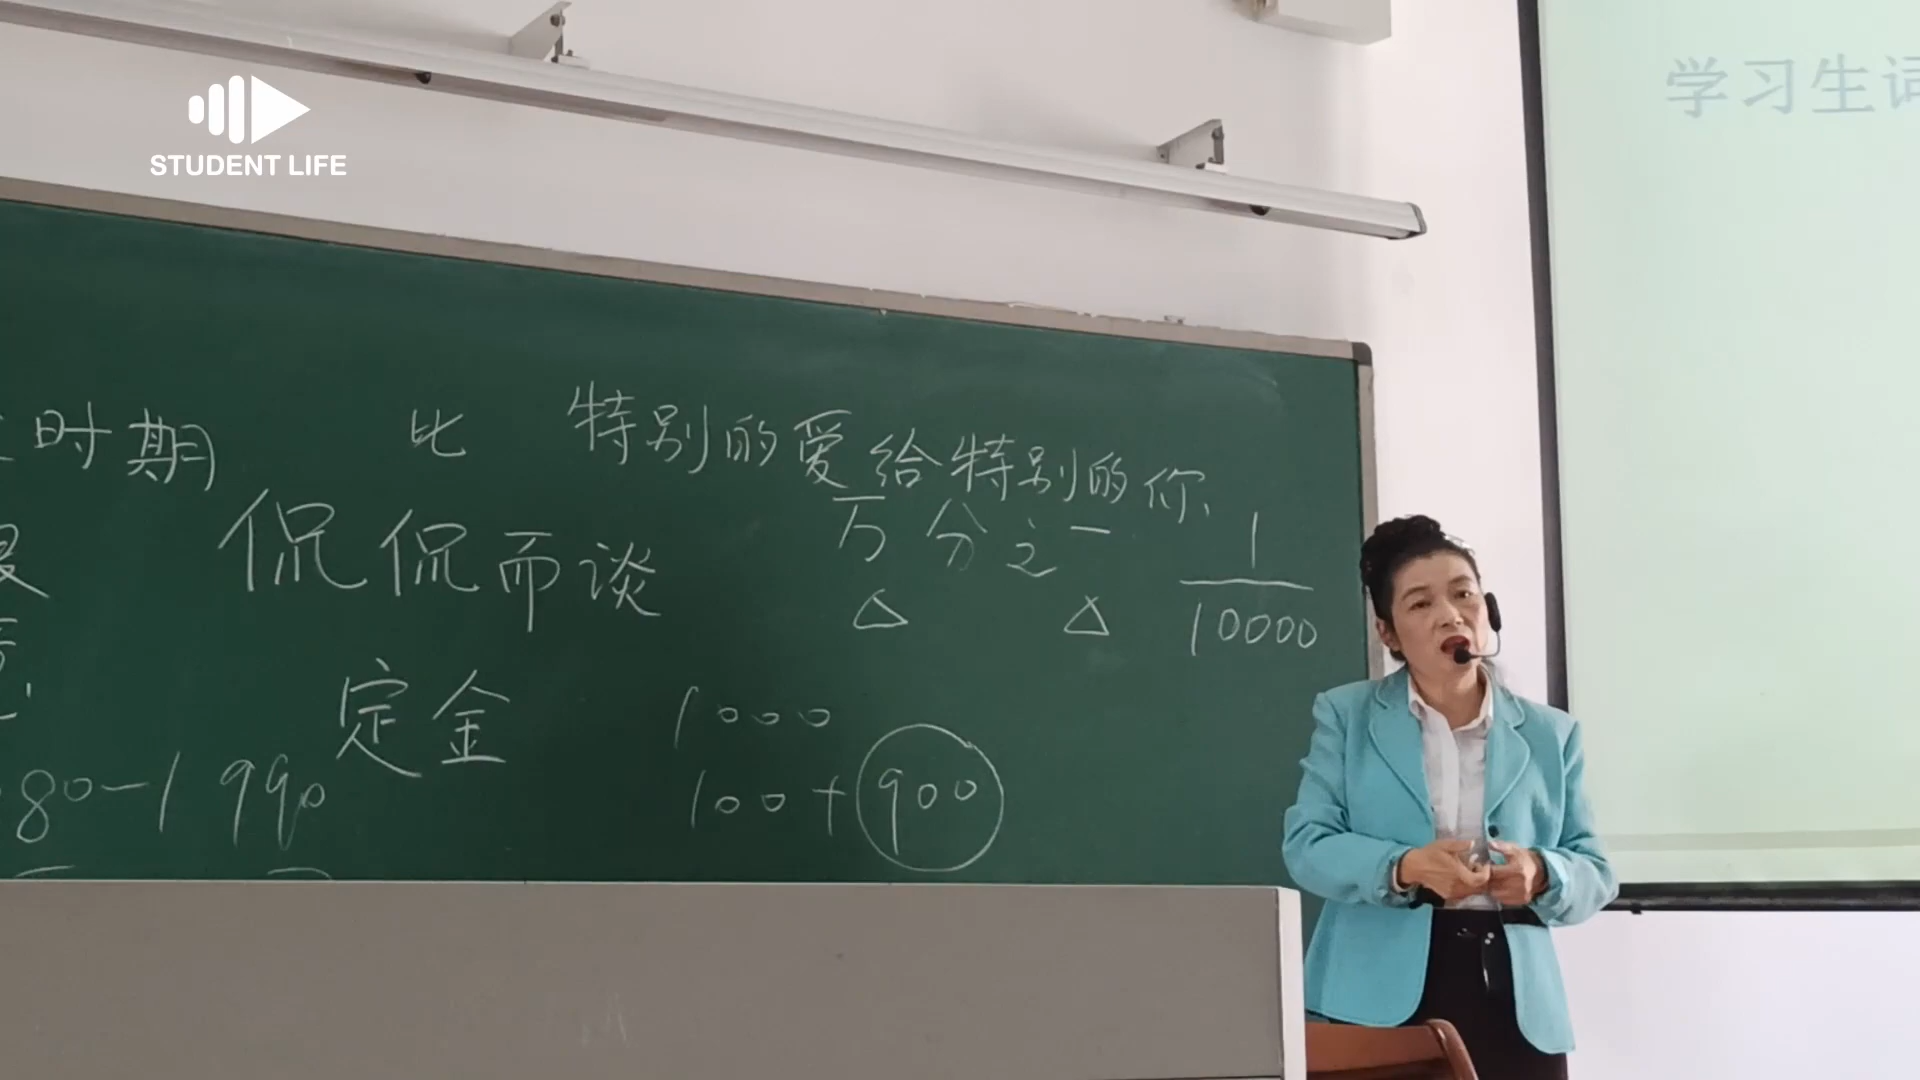 STUDENT LIFE
学习生词
时期 比 特别的爱给特别的你
侃侃而谈 万分之一 1/10000
△ △
定金 1000
80-1990 100+900